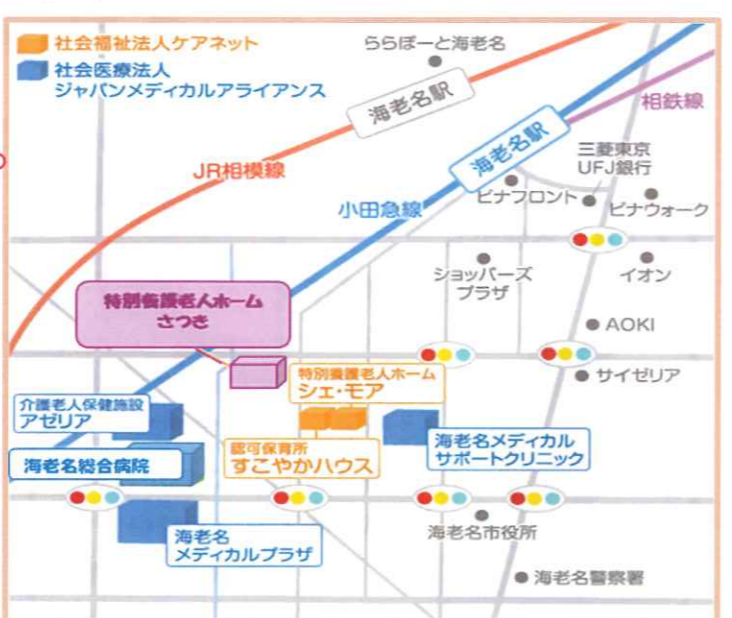 社会福祉法人ケアネット
社会医療法人
ジャパンメディカルアライアンス
ららぽーと海老名
海老名駅
海老名駅
相鉄線
JR相模線
小田急線
三菱東京
UFJ銀行
ビナフロント
ビナウォーク
ショッパーズ
プラザ
イオン
特別養護老人ホーム
さつき
AOKI
サイゼリア
特別養護老人ホーム
シェ・モア
介護老人保健施設
アゼリア
認可保育所
すこやかハウス
海老名メディカル
サポートクリニック
海老名総合病院
海老名
メディカルプラザ
海老名市役所
海老名警察署